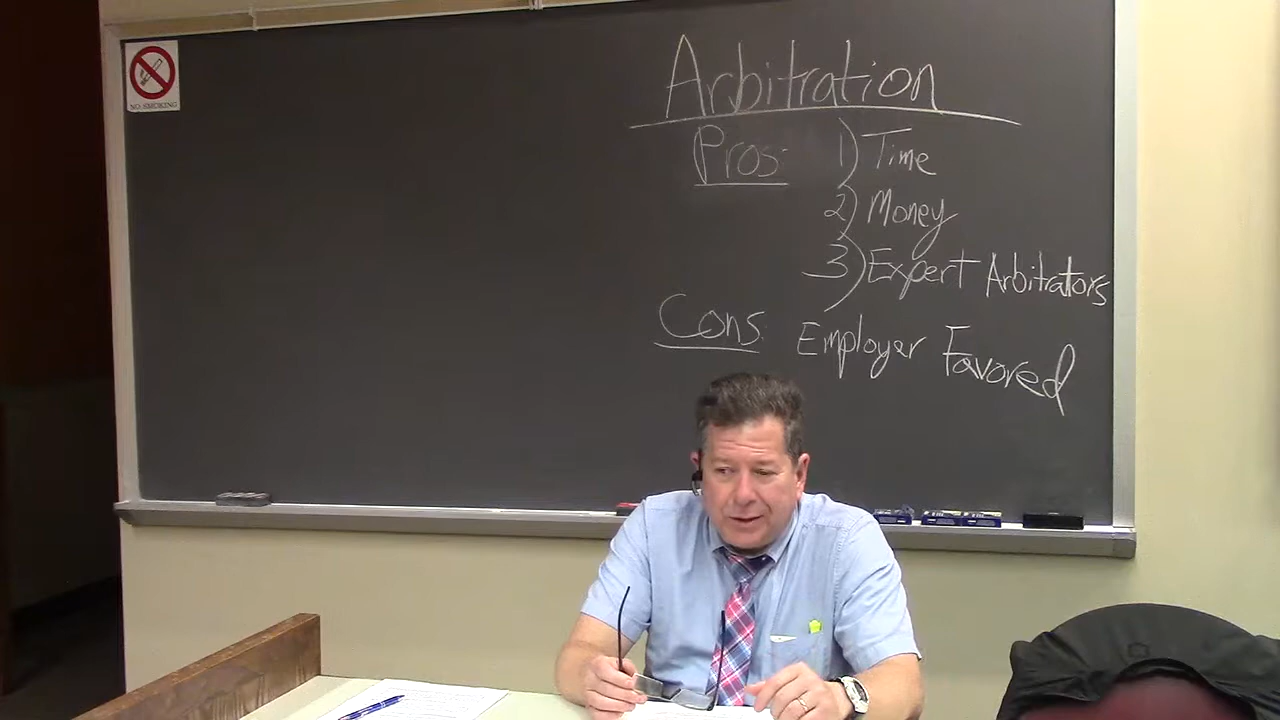 NO SMOKING
Arbitration
Pros: 1) Time
2) Money
3) Expert Arbitrators
Cons: Employer Favored